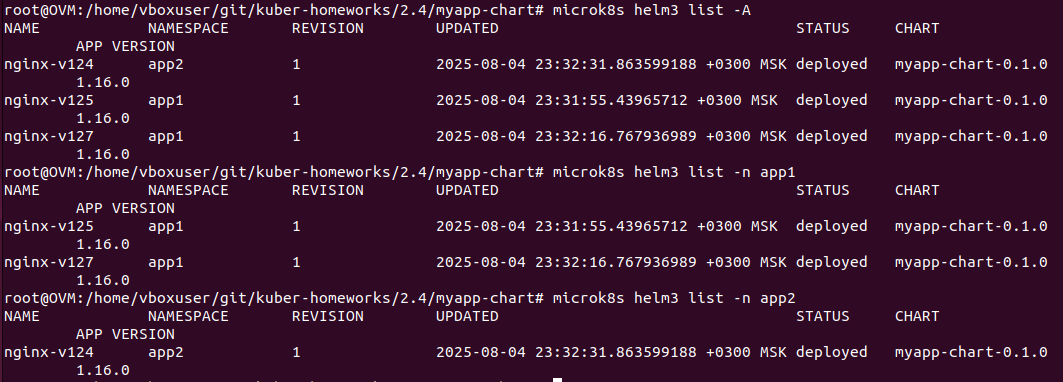 root@OVM:/home/vboxuser/git/kuber-homeworks/2.4/myapp-chart# microk8s helm3 list -A
NAME NAMESPACE REVISION UPDATED STATUS CHART
APP VERSION
nginx-v124 app2 1 2025-08-04 23:32:31.863599188 +0300 MSK deployed myapp-chart-0.1.0
1.16.0
nginx-v125 app1 1 2025-08-04 23:31:55.43965712 +0300 MSK deployed myapp-chart-0.1.0
1.16.0
nginx-v127 app1 1 2025-08-04 23:32:16.767936989 +0300 MSK deployed myapp-chart-0.1.0
1.16.0
root@OVM:/home/vboxuser/git/kuber-homeworks/2.4/myapp-chart# microk8s helm3 list -n app1
NAME NAMESPACE REVISION UPDATED STATUS CHART
APP VERSION
nginx-v125 app1 1 2025-08-04 23:31:55.43965712 +0300 MSK deployed myapp-chart-0.1.0
1.16.0
nginx-v127 app1 1 2025-08-04 23:32:16.767936989 +0300 MSK deployed myapp-chart-0.1.0
1.16.0
root@OVM:/home/vboxuser/git/kuber-homeworks/2.4/myapp-chart# microk8s helm3 list -n app2
NAME NAMESPACE REVISION UPDATED STATUS CHART
APP VERSION
nginx-v124 app2 1 2025-08-04 23:32:31.863599188 +0300 MSK deployed myapp-chart-0.1.0
1.16.0